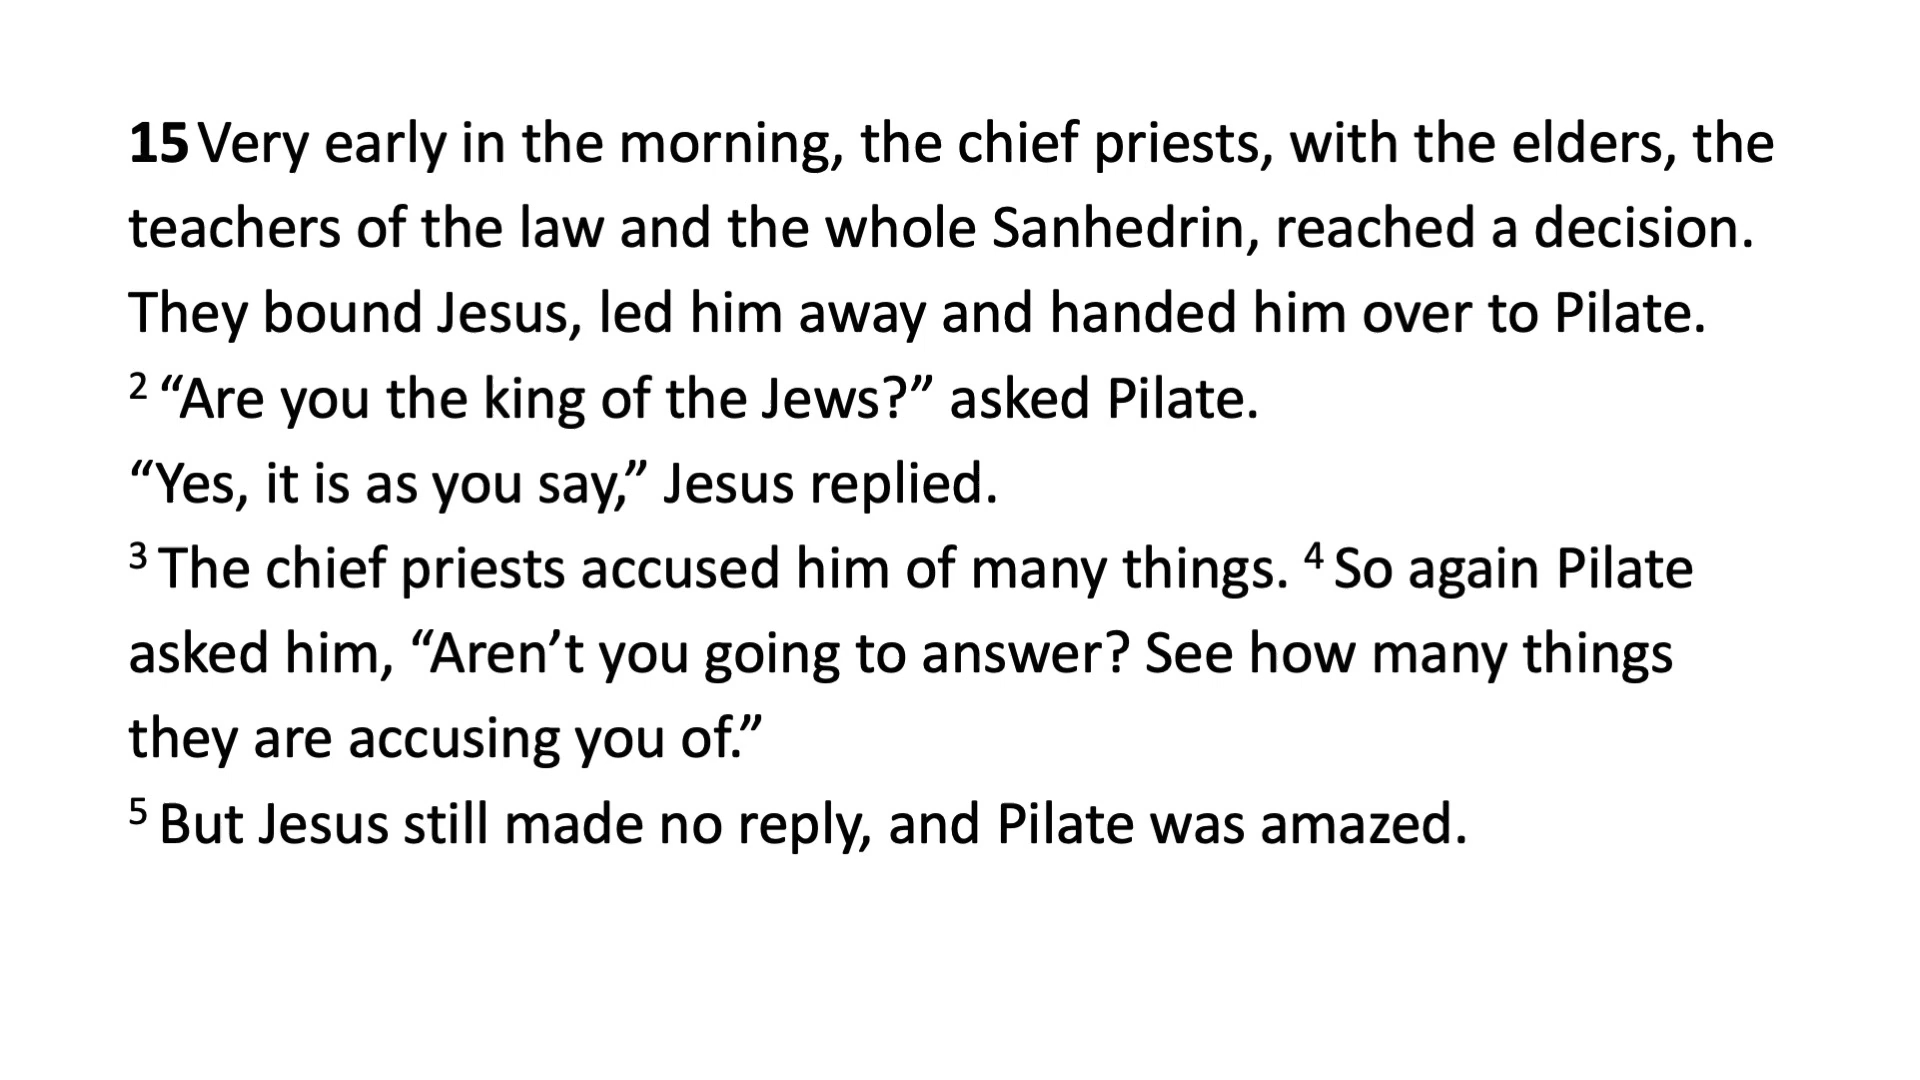 15 Very early in the morning, the chief priests, with the elders, the
teachers of the law and the whole Sanhedrin, reached a decision.
They bound Jesus, led him away and handed him over to Pilate.
2 “Are you the king of the Jews?” asked Pilate.
“Yes, it is as you say,” Jesus replied.
3 The chief priests accused him of many things. 4 So again Pilate
asked him, “Aren’t you going to answer? See how many things
they are accusing you of.”
5 But Jesus still made no reply, and Pilate was amazed.